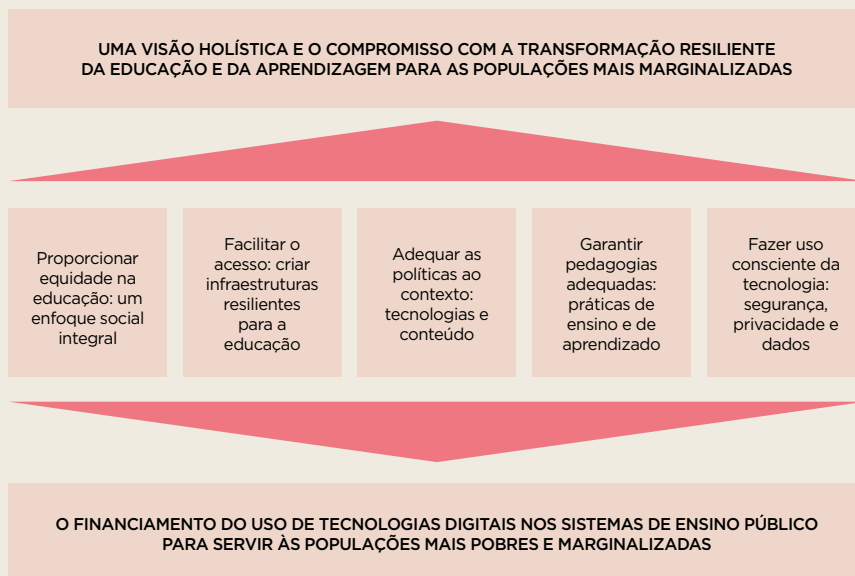 UMA VISÃO HOLÍSTICA E O COMPROMISSO COM A TRANSFORMAÇÃO RESILIENTE
DA EDUCAÇÃO E DA APRENDIZAGEM PARA AS POPULAÇÕES MAIS MARGINALIZADAS
Proporcionar
equidade na
educação: um
enfoque social
integral
Facilitar o
acesso: criar
infraestruturas
resilientes
para a
educação
Adequar as
políticas ao
contexto:
tecnologias e
conteúdo
Garantir
pedagogias
adequadas:
práticas de
ensino e de
aprendizado
Fazer uso
consciente da
tecnologia:
segurança,
privacidade e
dados
O FINANCIAMENTO DO USO DE TECNOLOGIAS DIGITAIS NOS SISTEMAS DE ENSINO PÚBLICO
PARA SERVIR ÀS POPULAÇÕES MAIS POBRES E MARGINALIZADAS